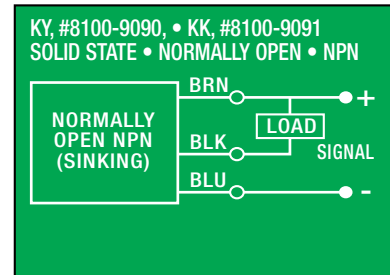 KY, #8100-9090, • KK, #8100-9091
SOLID STATE • NORMALLY OPEN • NPN
BRN
+
NORMALLY
OPEN NPN
(SINKING)
LOAD
BLK
SIGNAL
BLU
-